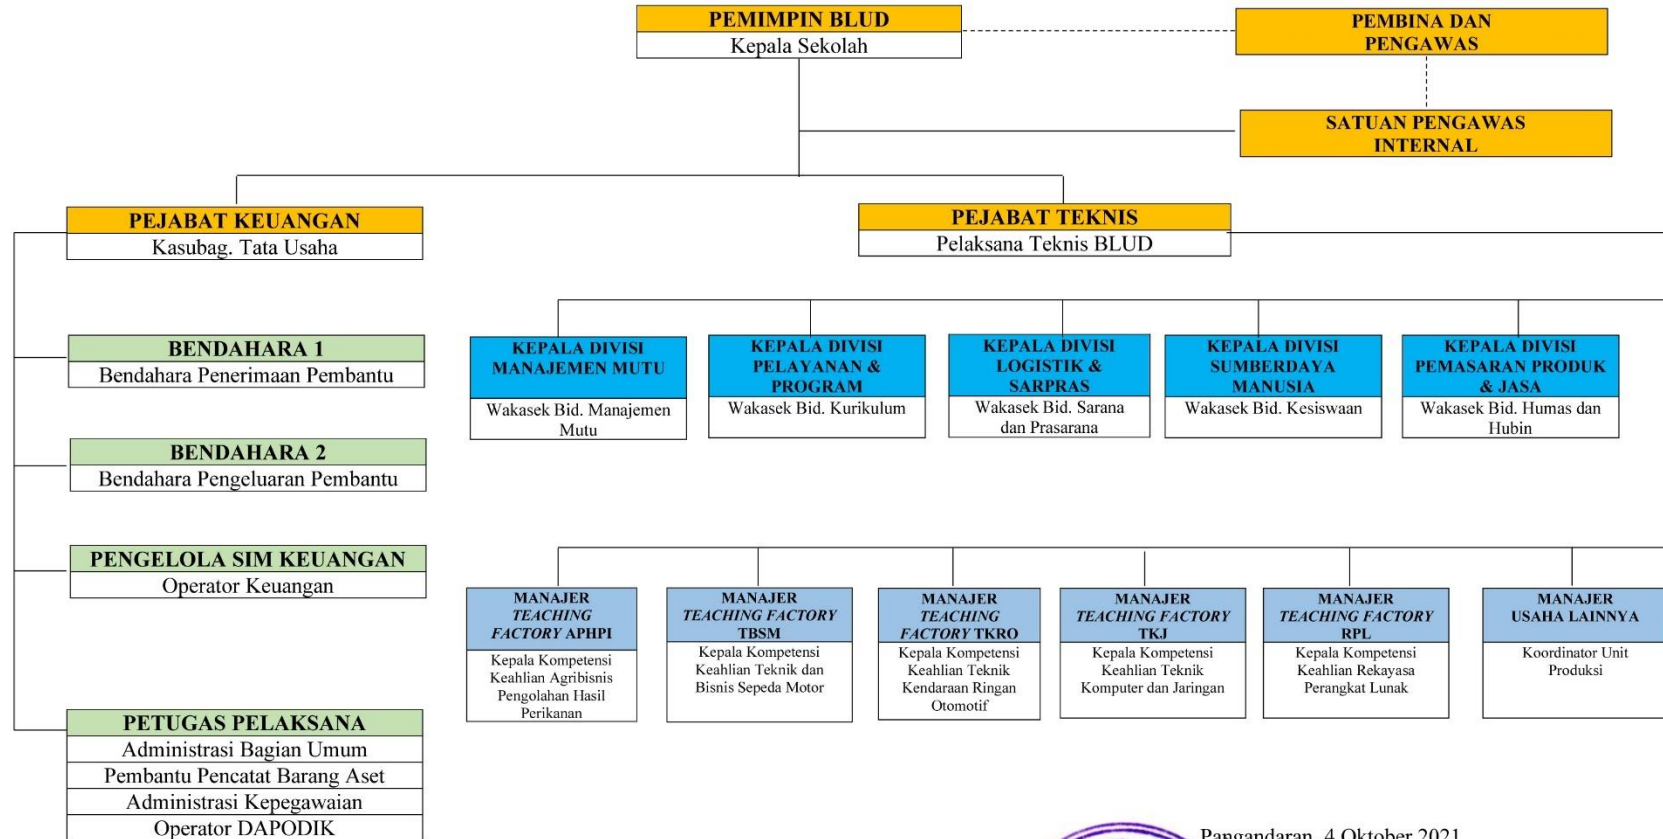 PEMIMPIN BLUD
Kepala Sekolah
PEMBINA DAN
PENGAWAS
SATUAN PENGAWAS
INTERNAL
PEJABAT KEUANGAN
Kasubag. Tata Usaha
PEJABAT TEKNIS
Pelaksana Teknis BLUD
BENDAHARA 1
Bendahara Penerimaan Pembantu
BENDAHARA 2
Bendahara Pengeluaran Pembantu
PENGELOLA SIM KEUANGAN
Operator Keuangan
PETUGAS PELAKSANA
Administrasi Bagian Umum
Pembantu Pencatat Barang Aset
Administrasi Kepegawaian
Operator DAPODIK
KEPALA DIVISI
MANAJEMEN MUTU
Wakasek Bid. Manajemen
Mutu
KEPALA DIVISI
PELAYANAN &
PROGRAM
Wakasek Bid. Kurikulum
KEPALA DIVISI
LOGISTIK &
SARPRAS
Wakasek Bid. Sarana
dan Prasarana
KEPALA DIVISI
SUMBERDAYA
MANUSIA
Wakasek Bid. Kesiswaan
KEPALA DIVISI
PEMASARAN PRODUK
& JASA
Wakasek Bid. Humas dan
Hubin
MANAJER
TEACHING
FACTORY APHPI
Kepala Kompetensi
Keahlian Agribisnis
Pengolahan Hasil
Perikanan
MANAJER
TEACHING FACTORY
TBSM
Kepala Kompetensi
Keahlian Teknik dan
Bisnis Sepeda Motor
MANAJER
TEACHING
FACTORY TKRO
Kepala Kompetensi
Keahlian Teknik
Kendaraan Ringan
Otomotif
MANAJER
TEACHING FACTORY
TKJ
Kepala Kompetensi
Keahlian Teknik
Komputer dan Jaringan
MANAJER
TEACHING FACTORY
RPL
Kepala Kompetensi
Keahlian Rekayasa
Perangkat Lunak
MANAJER
USAHA LAINNYA
Koordinator Unit
Produksi
Pangandaran, 4 Oktober 2021